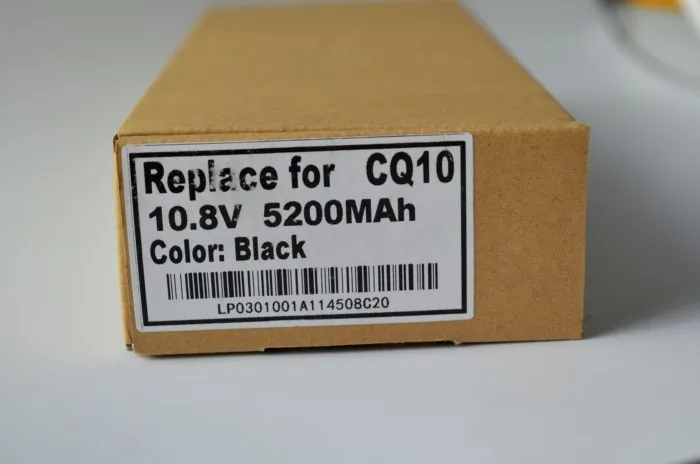 Replace for CQ10
10.8V 5200MAh
Color: Black
LP0301001A114508C20